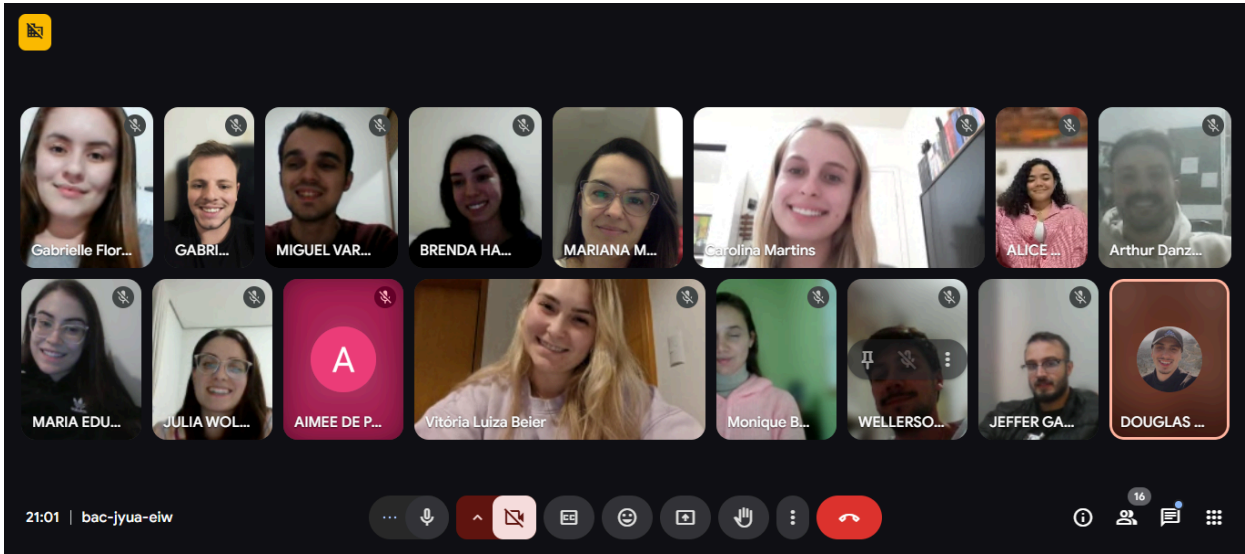 Gabrielle Flor...
GABRI...
MIGUEL VAR...
BRENDA HA...
MARIANA M...
Carolina Martins
ALICE ...
Arthur Danz...
MARIA EDU...
JULIA WOL...
A
AIMEE DE P...
Vitória Luiza Beier
Monique B...
WELLERSO...
JEFFER GA...
DOUGLAS ...
21:01 | bac-jyua-eiw
CC
16